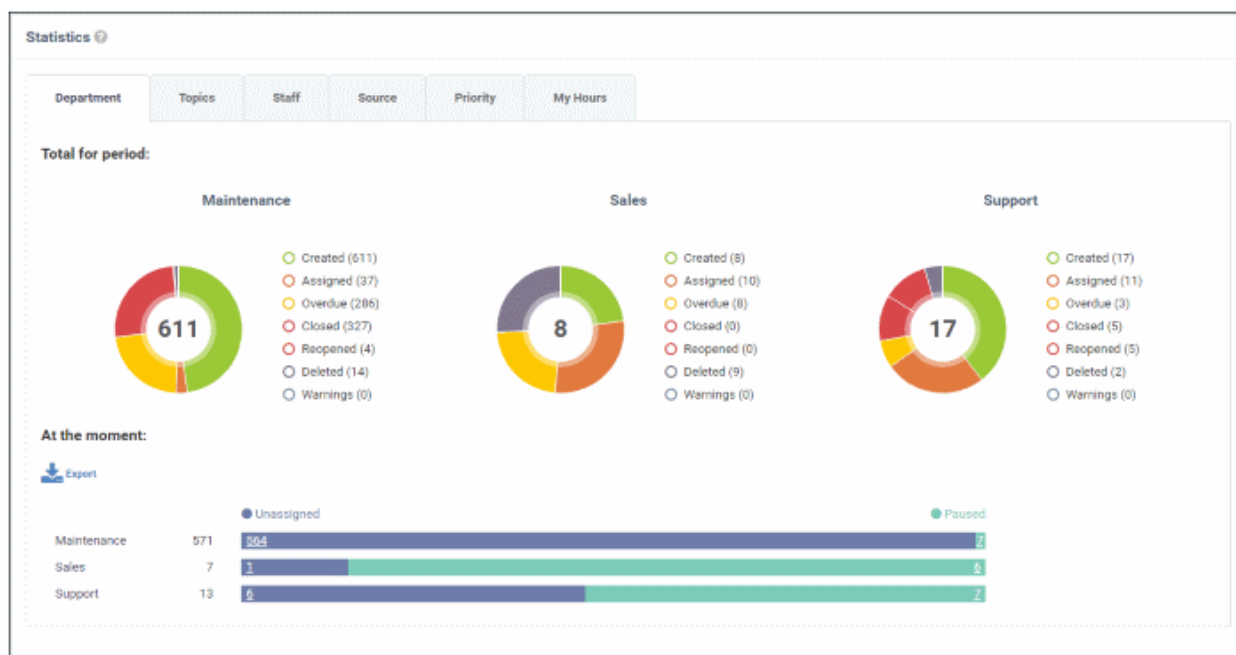 Statistics
Department Topics Staff Source Priority My Hours
Total for period:
Maintenance
611
Created (611)
Assigned (37)
Overdue (286)
Closed (327)
Reopened (4)
Deleted (14)
Warnings (0)
Sales
8
Created (8)
Assigned (10)
Overdue (8)
Closed (0)
Reopened (0)
Deleted (9)
Warnings (0)
Support
17
Created (17)
Assigned (11)
Overdue (3)
Closed (5)
Reopened (5)
Deleted (2)
Warnings (0)
At the moment:
Export
Unassigned Paused
Maintenance 571 564 7
Sales 7 1 6
Support 13 6 7